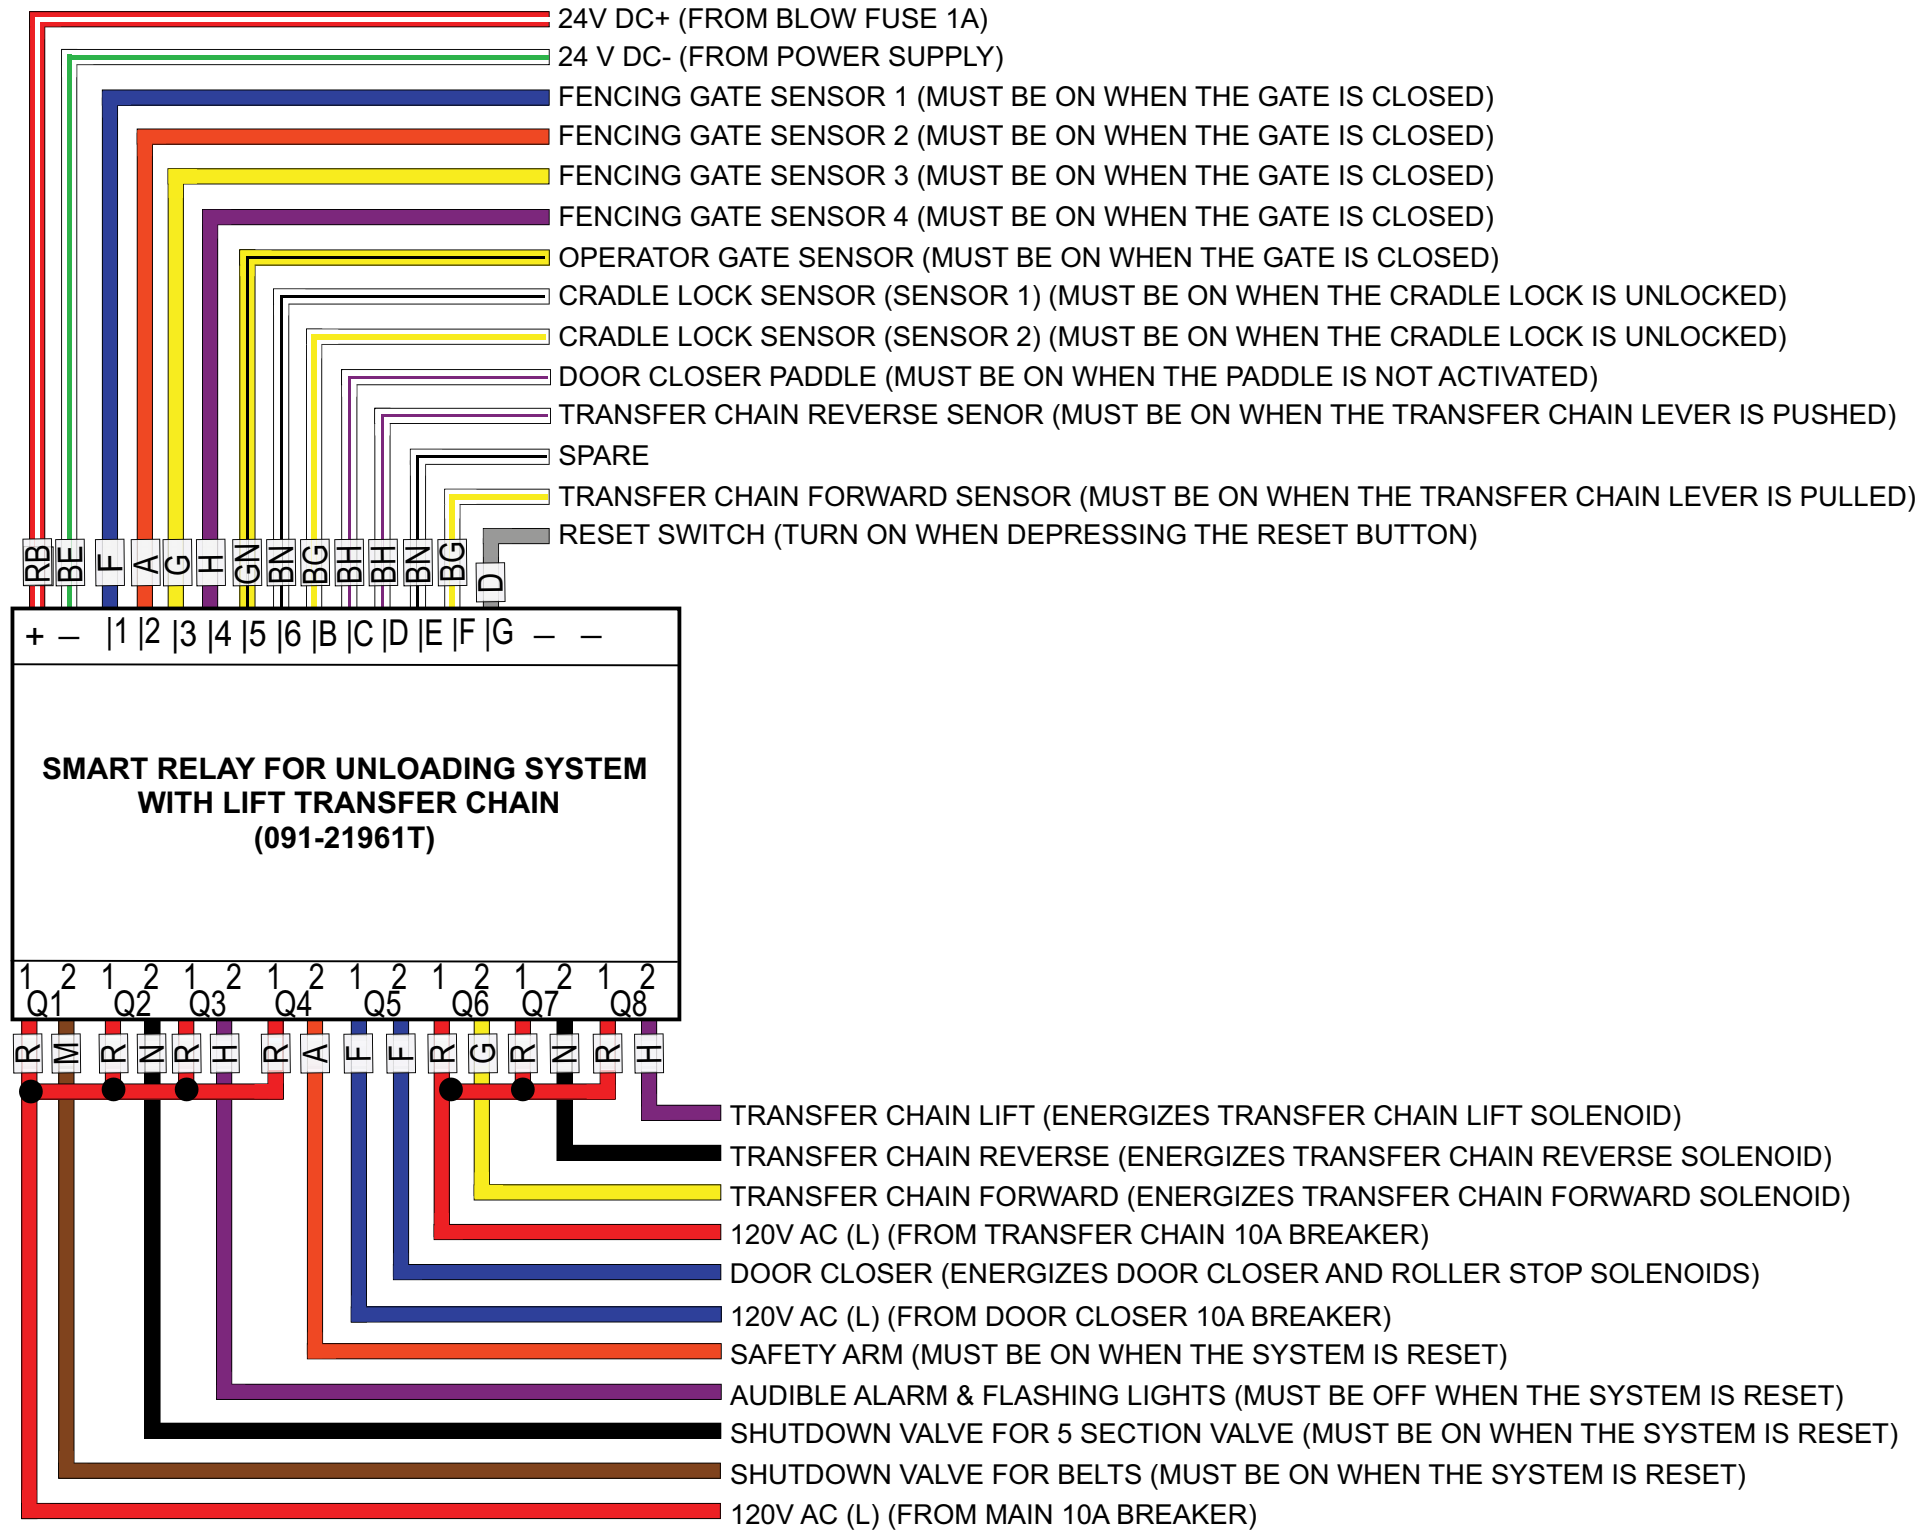 24V DC+ (FROM BLOW FUSE 1A)
24 V DC- (FROM POWER SUPPLY)
FENCING GATE SENSOR 1 (MUST BE ON WHEN THE GATE IS CLOSED)
FENCING GATE SENSOR 2 (MUST BE ON WHEN THE GATE IS CLOSED)
FENCING GATE SENSOR 3 (MUST BE ON WHEN THE GATE IS CLOSED)
FENCING GATE SENSOR 4 (MUST BE ON WHEN THE GATE IS CLOSED)
OPERATOR GATE SENSOR (MUST BE ON WHEN THE GATE IS CLOSED)
CRADLE LOCK SENSOR (SENSOR 1) (MUST BE ON WHEN THE CRADLE LOCK IS UNLOCKED)
CRADLE LOCK SENSOR (SENSOR 2) (MUST BE ON WHEN THE CRADLE LOCK IS UNLOCKED)
DOOR CLOSER PADDLE (MUST BE ON WHEN THE PADDLE IS NOT ACTIVATED)
TRANSFER CHAIN REVERSE SENOR (MUST BE ON WHEN THE TRANSFER CHAIN LEVER IS PUSHED)
SPARE
TRANSFER CHAIN FORWARD SENSOR (MUST BE ON WHEN THE TRANSFER CHAIN LEVER IS PULLED)
RESET SWITCH (TURN ON WHEN DEPRESSING THE RESET BUTTON)
RB BE F A G H GN BN BG BH BH BN BG D
+ – |1 |2 |3 |4 |5 |6 |B |C |D |E |F |G – –
SMART RELAY FOR UNLOADING SYSTEM
WITH LIFT TRANSFER CHAIN
(091-21961T)
1 2 1 2 1 2 1 2 1 2 1 2 1 2 1 2
Q1 Q2 Q3 Q4 Q5 Q6 Q7 Q8
R M R N R H R A F F R G R N R H
TRANSFER CHAIN LIFT (ENERGIZES TRANSFER CHAIN LIFT SOLENOID)
TRANSFER CHAIN REVERSE (ENERGIZES TRANSFER CHAIN REVERSE SOLENOID)
TRANSFER CHAIN FORWARD (ENERGIZES TRANSFER CHAIN FORWARD SOLENOID)
120V AC (L) (FROM TRANSFER CHAIN 10A BREAKER)
DOOR CLOSER (ENERGIZES DOOR CLOSER AND ROLLER STOP SOLENOIDS)
120V AC (L) (FROM DOOR CLOSER 10A BREAKER)
SAFETY ARM (MUST BE ON WHEN THE SYSTEM IS RESET)
AUDIBLE ALARM & FLASHING LIGHTS (MUST BE OFF WHEN THE SYSTEM IS RESET)
SHUTDOWN VALVE FOR 5 SECTION VALVE (MUST BE ON WHEN THE SYSTEM IS RESET)
SHUTDOWN VALVE FOR BELTS (MUST BE ON WHEN THE SYSTEM IS RESET)
120V AC (L) (FROM MAIN 10A BREAKER)